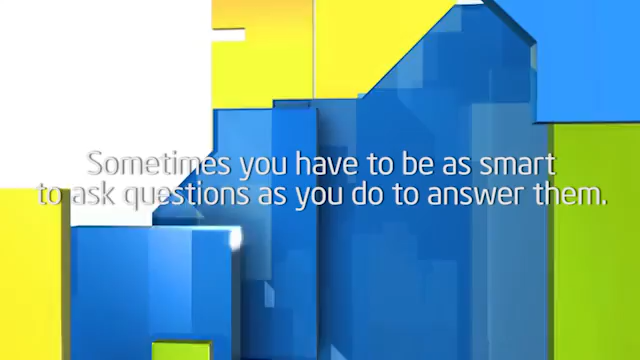 Sometimes you have to be as smart
to ask questions as you do to answer them.